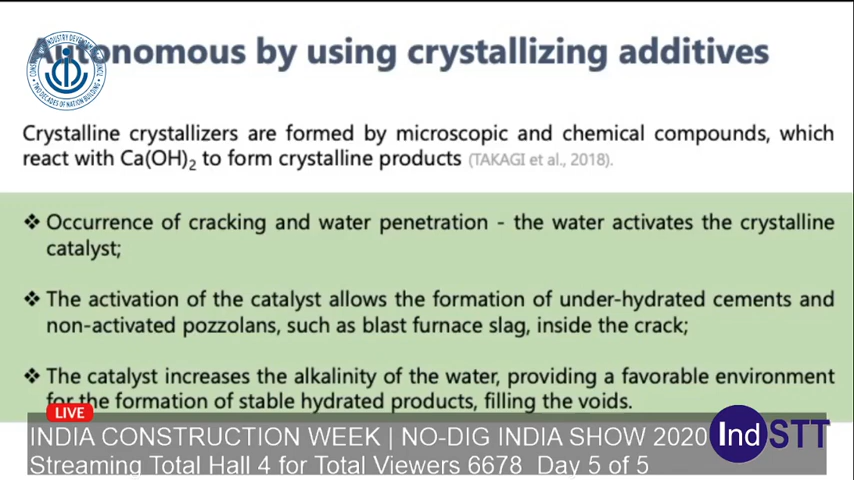 Autonomous by using crystallizing additives
Crystalline crystallizers are formed by microscopic and chemical compounds, which
react with Ca(OH)₂ to form crystalline products (TAKAGI et al., 2018).
❖ Occurrence of cracking and water penetration - the water activates the crystalline
catalyst;
❖ The activation of the catalyst allows the formation of under-hydrated cements and
non-activated pozzolans, such as blast furnace slag, inside the crack;
❖ The catalyst increases the alkalinity of the water, providing a favorable environment
for the formation of stable hydrated products, filling the voids.
LIVE
INDIA CONSTRUCTION WEEK | NO-DIG INDIA SHOW 2020
IndSTT
Streaming Total Hall 4 for Total Viewers 6678 Day 5 of 5
TWO DECADES OF NATION BUILDING